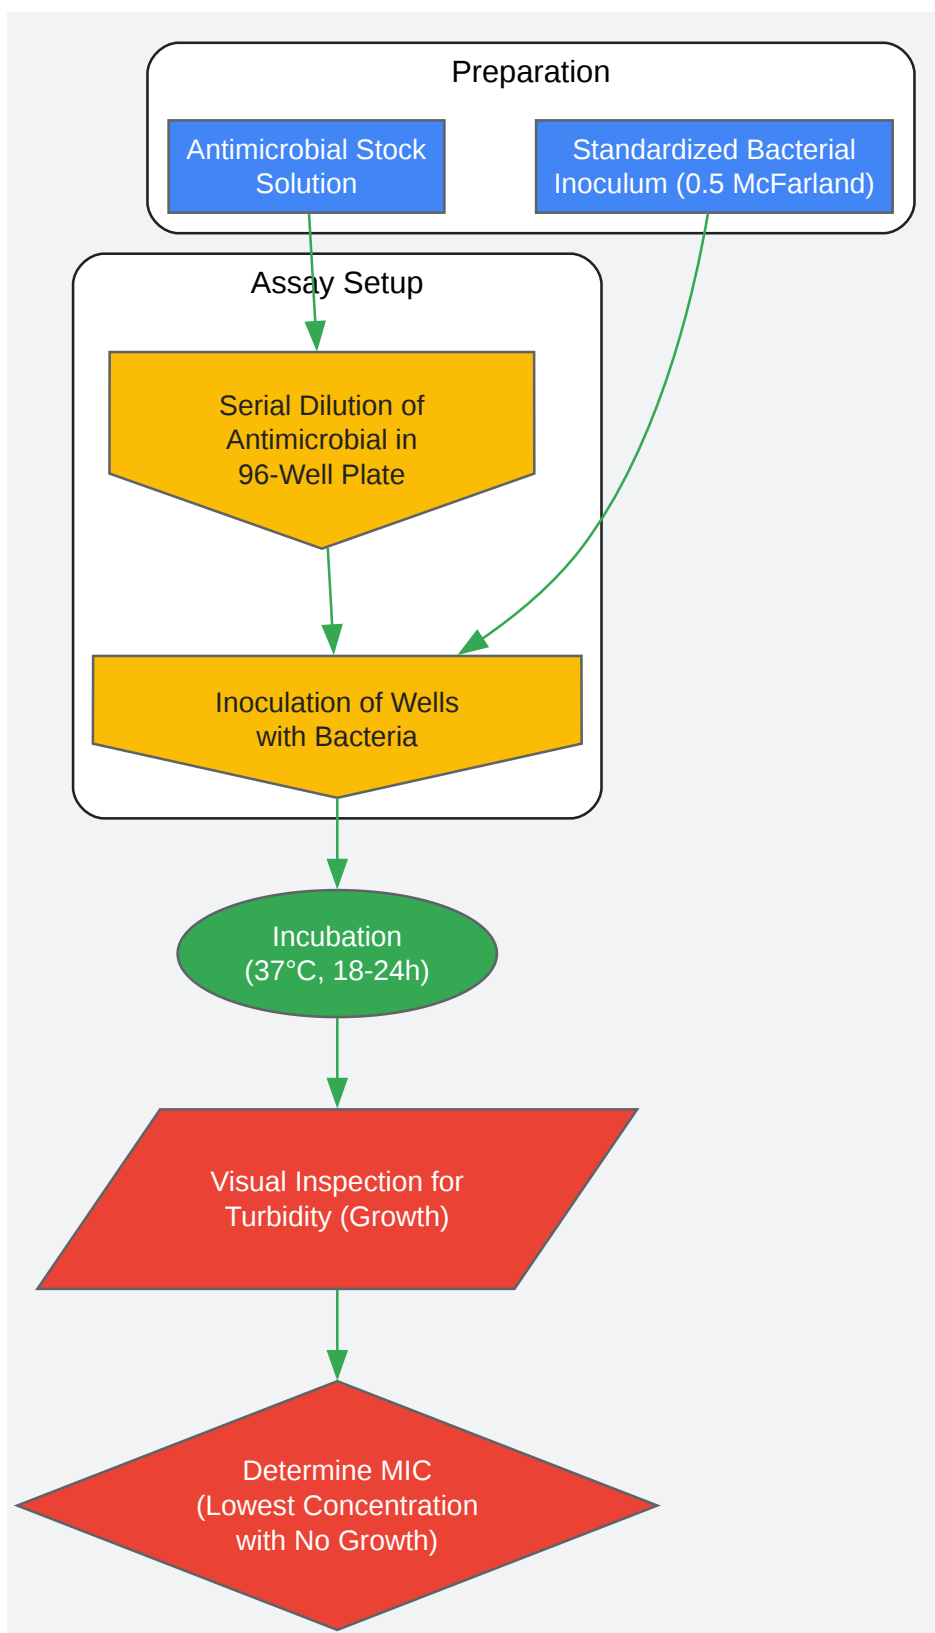 Preparation
Antimicrobial Stock
Solution
Standardized Bacterial
Inoculum (0.5 McFarland)
Assay Setup
Serial Dilution of
Antimicrobial in
96-Well Plate
Inoculation of Wells
with Bacteria
Incubation
(37°C, 18-24h)
Visual Inspection for
Turbidity (Growth)
Determine MIC
(Lowest Concentration
with No Growth)